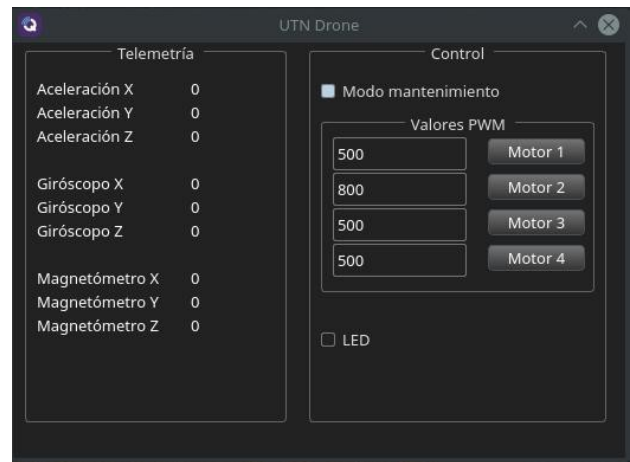 UTN Drone
Telemetría
Aceleración X 0
Aceleración Y 0
Aceleración Z 0
Giróscopo X 0
Giróscopo Y 0
Giróscopo Z 0
Magnetómetro X 0
Magnetómetro Y 0
Magnetómetro Z 0
Control
Modo mantenimiento
Valores PWM
500 Motor 1
800 Motor 2
500 Motor 3
500 Motor 4
LED